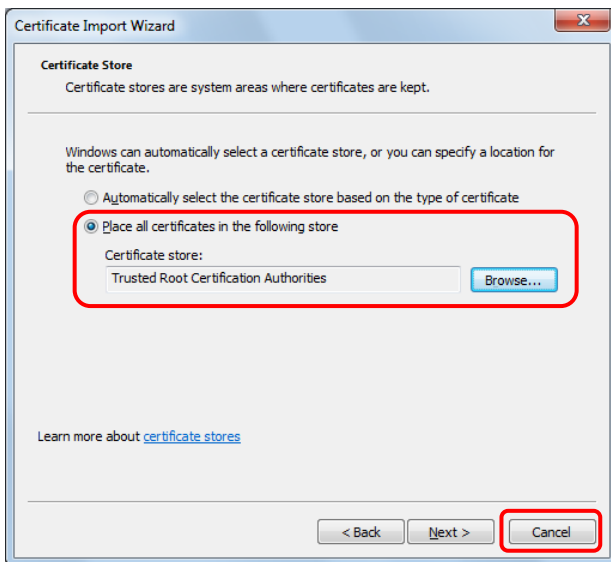 Certificate Import Wizard
Certificate Store
Certificate stores are system areas where certificates are kept.
Windows can automatically select a certificate store, or you can specify a location for
the certificate.
Automatically select the certificate store based on the type of certificate
Place all certificates in the following store
Certificate store:
Trusted Root Certification Authorities
Browse...
Learn more about certificate stores
< Back Next > Cancel